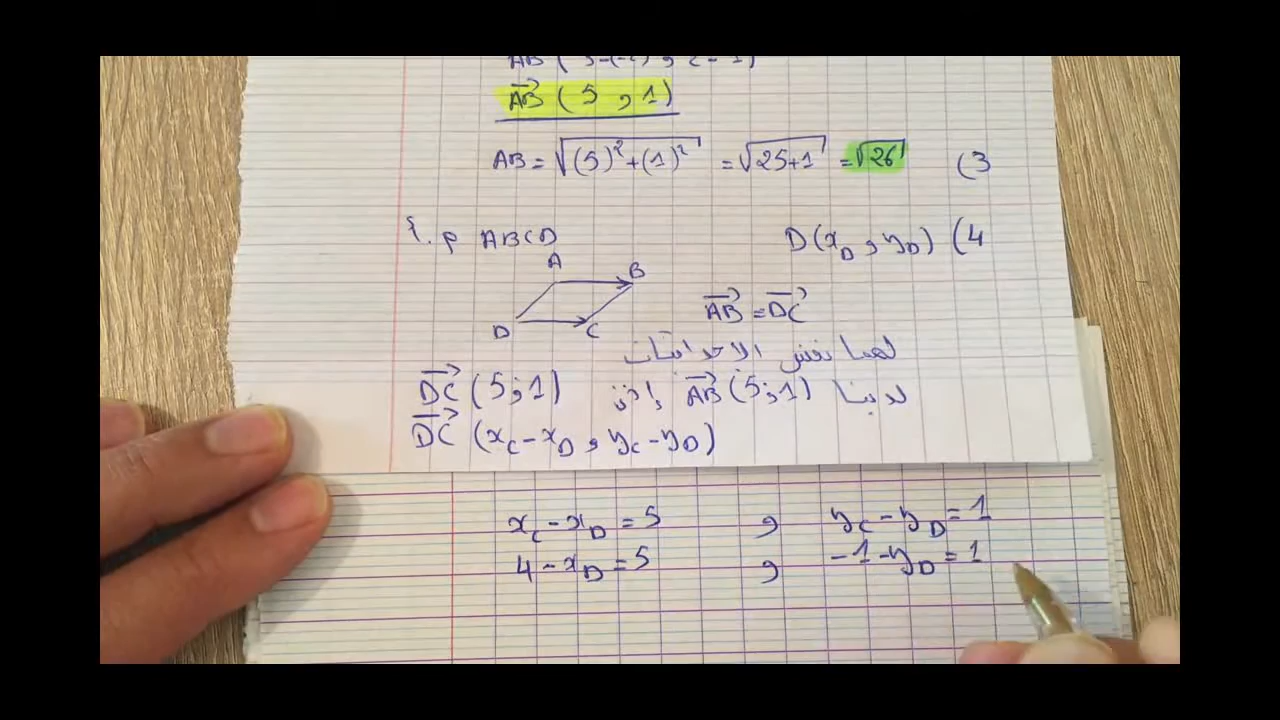 AB⃗ ( 5 , 1 )
AB = √(5)² + (1)² = √25+1 = √26 (3
ABCD
D(x_D , y_D) (4
A B
D C
AB⃗ = DC⃗
لهما نفس الاحداثيات
لدينا AB⃗ (5;1) إذن DC⃗ (5;1)
DC⃗ (x_C - x_D , y_C - y_D)
x_C - x_D = 5 , y_C - y_D = 1
4 - x_D = 5 , -1 - y_D = 1